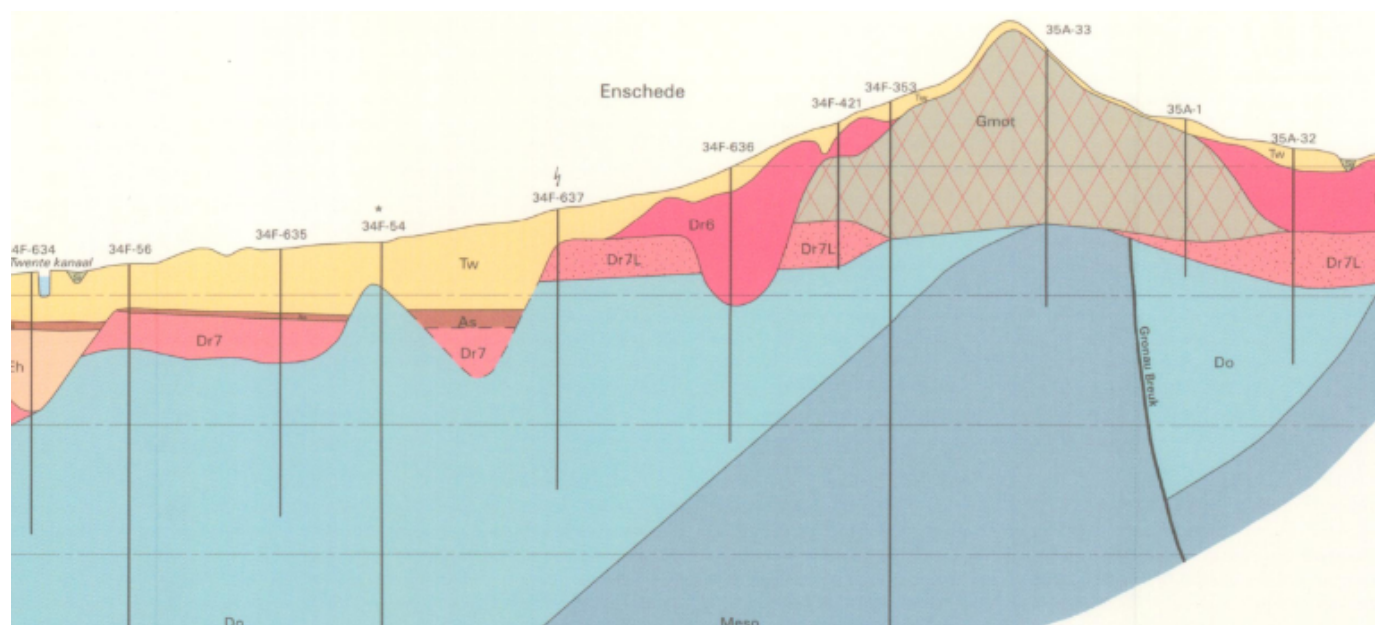 35A-33
Enschede
34F-353
34F-421
35A-1
Gmøt
35A-32
34F-636
Tw
*
34F-637
34F-54
Dr6
34F-635
4F-634
34F-56
Dr7L
Dr7L
Twente kanaal
Tw
Dr7L
As
Dr7
Dr7
Eh
Gronau Breuk
Do
Do
Meso